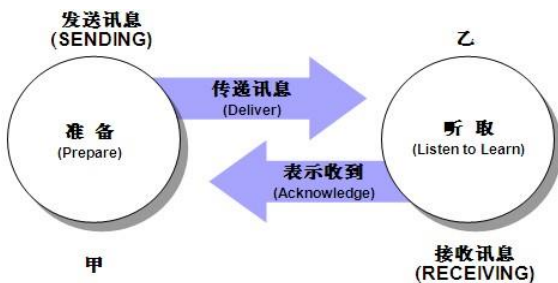 发送讯息
(SENDING)
乙
传递讯息
(Deliver)
准 备
(Prepare)
听 取
(Listen to Learn)
表示收到
(Acknowledge)
甲
接收讯息
(RECEIVING)